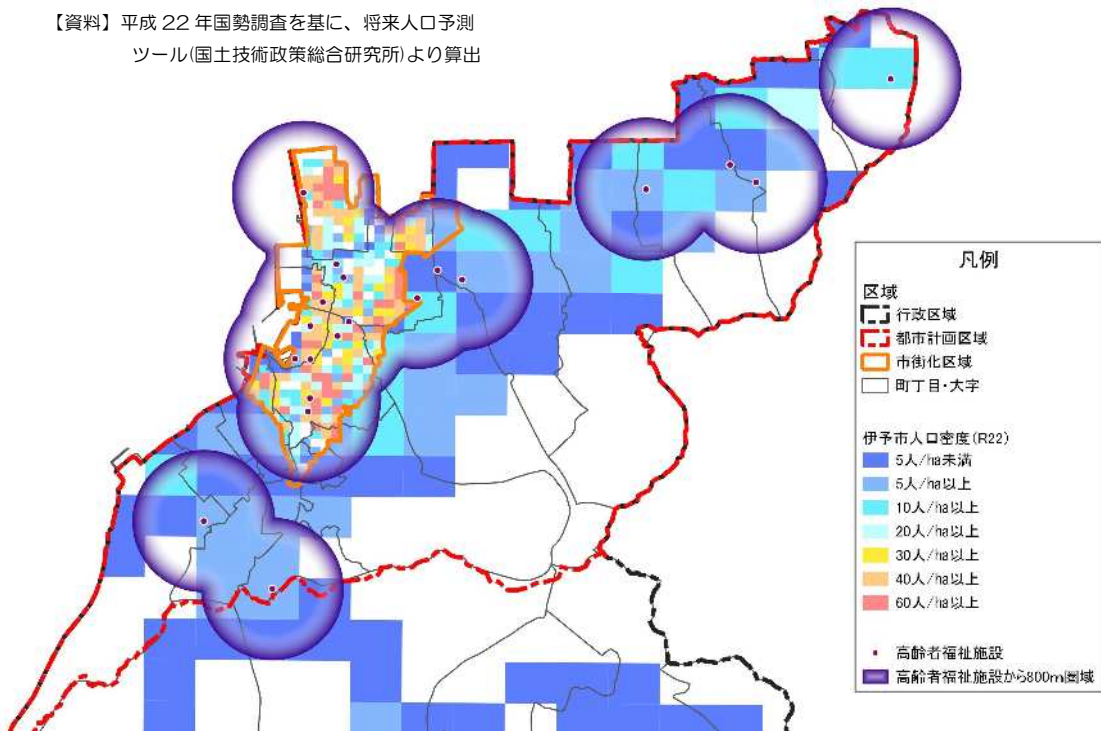 【資料】平成 22 年国勢調査を基に、将来人口予測
ツール(国土技術政策総合研究所)より算出
凡例
区域
行政区域
都市計画区域
市街化区域
町丁目・大字
伊予市人口密度(R22)
5人/ha未満
5人/ha以上
10人/ha以上
20人/ha以上
30人/ha以上
40人/ha以上
60人/ha以上
高齢者福祉施設
高齢者福祉施設から800m圏域